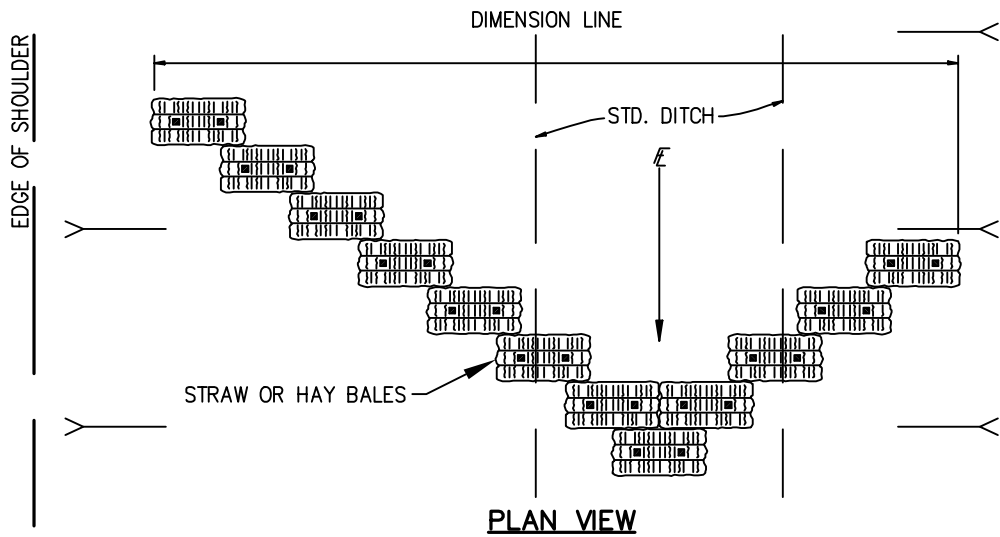 DIMENSION LINE
EDGE OF SHOULDER
STD. DITCH
STRAW OR HAY BALES
PLAN VIEW